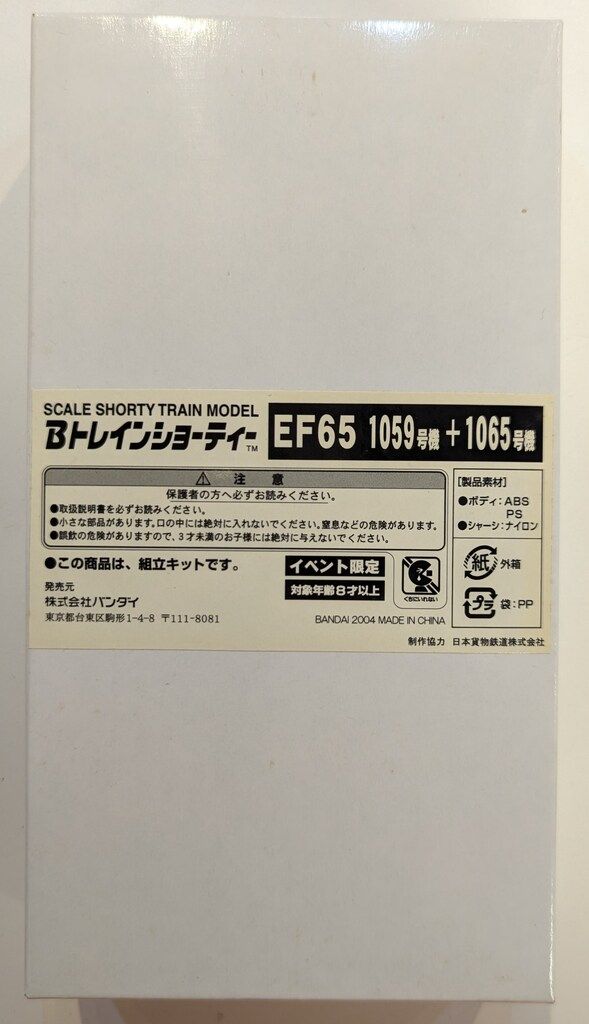 SCALE SHORTY TRAIN MODEL
Bトレインショーティー™
EF65 1059号機+1065号機
⚠ 注意
保護者の方へ必ずお読みください。
●取扱説明書を必ずお読みください。
●小さな部品があります。口の中には絶対に入れないでください。窒息などの危険があります。
●誤飲の危険がありますので、3才未満のお子様には絶対に与えないでください。
[製品素材]
●ボディ:ABS
PS
●シャーシ:ナイロン
●この商品は、組立キットです。
イベント限定
対象年齢8才以上
くちにいれない
紙 外箱
プラ 袋:PP
発売元
株式会社バンダイ
東京都台東区駒形1-4-8 〒111-8081
BANDAI 2004 MADE IN CHINA
制作協力 日本貨物鉄道株式会社